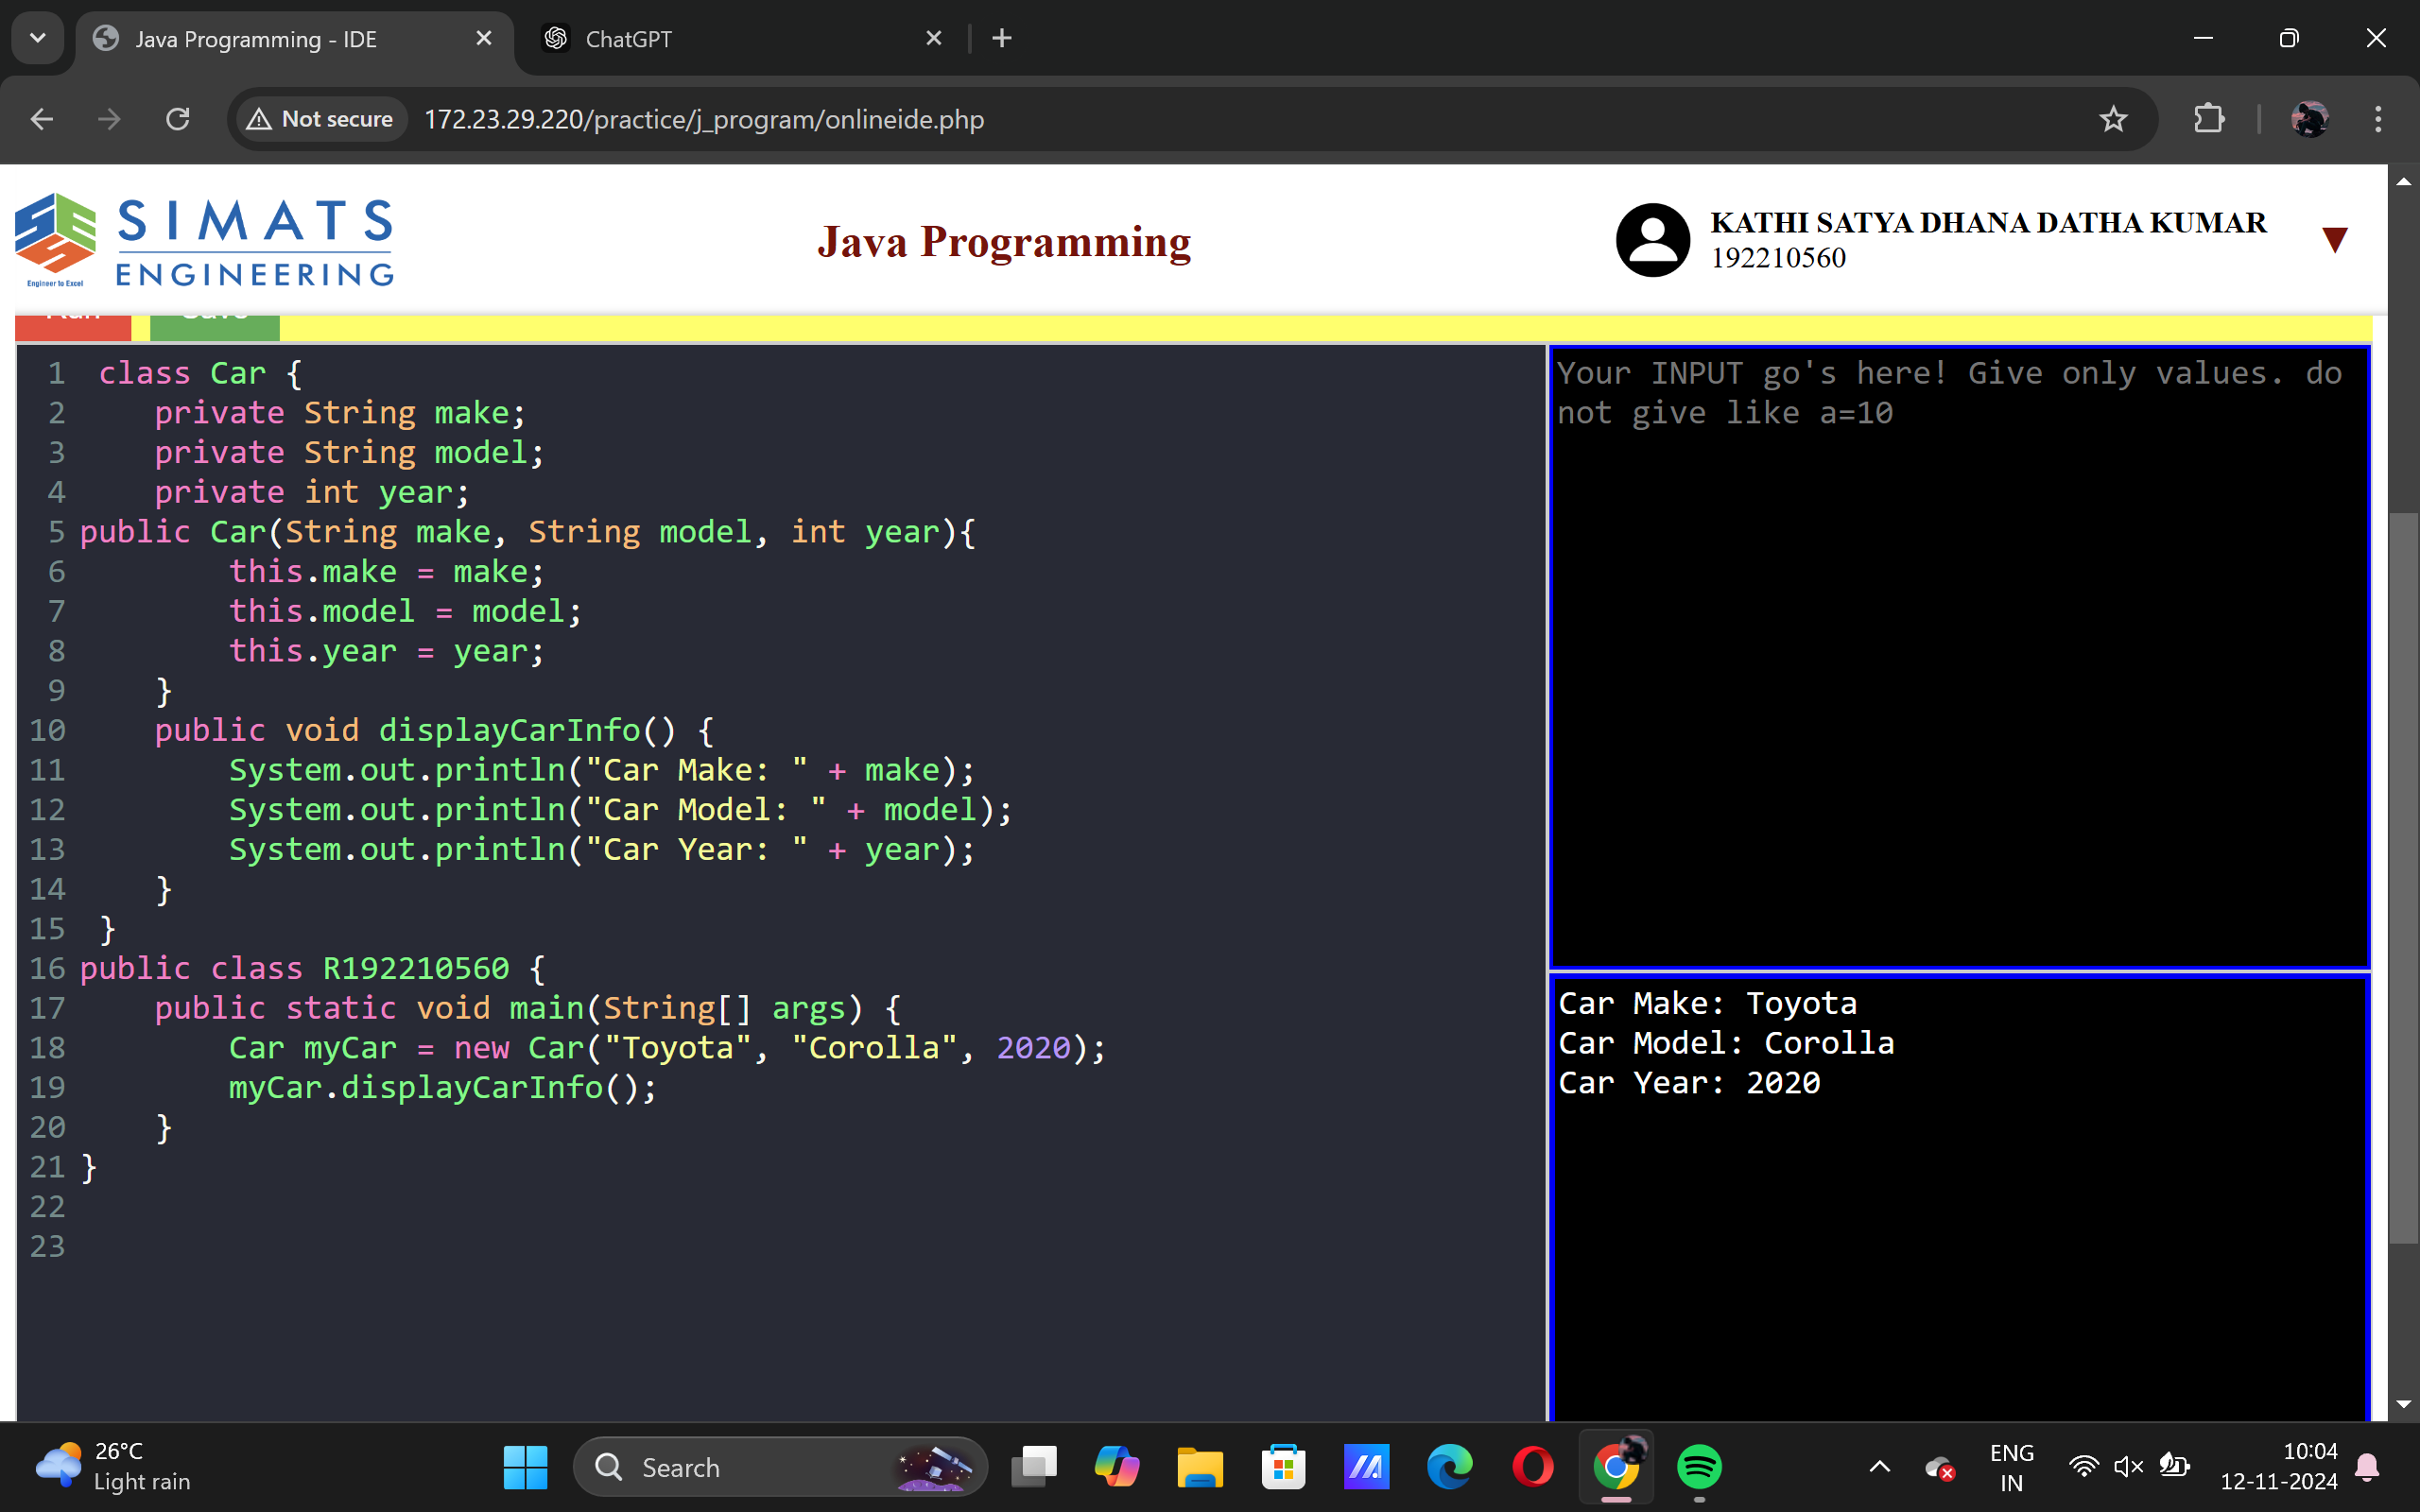 Java Programming - IDE
ChatGPT
Not secure
172.23.29.220/practice/j_program/onlineide.php
SIMATS
ENGINEERING
Engineer to Excel
Java Programming
KATHI SATYA DHANA DATHA KUMAR
192210560
Run
Save
1 class Car {
2 private String make;
3 private String model;
4 private int year;
5 public Car(String make, String model, int year){
6 this.make = make;
7 this.model = model;
8 this.year = year;
9 }
10 public void displayCarInfo() {
11 System.out.println("Car Make: " + make);
12 System.out.println("Car Model: " + model);
13 System.out.println("Car Year: " + year);
14 }
15 }
16 public class R192210560 {
17 public static void main(String[] args) {
18 Car myCar = new Car("Toyota", "Corolla", 2020);
19 myCar.displayCarInfo();
20 }
21 }
22
23
Your INPUT go's here! Give only values. do
not give like a=10
Car Make: Toyota
Car Model: Corolla
Car Year: 2020
26°C
Light rain
Search
ENG
IN
10:04
12-11-2024